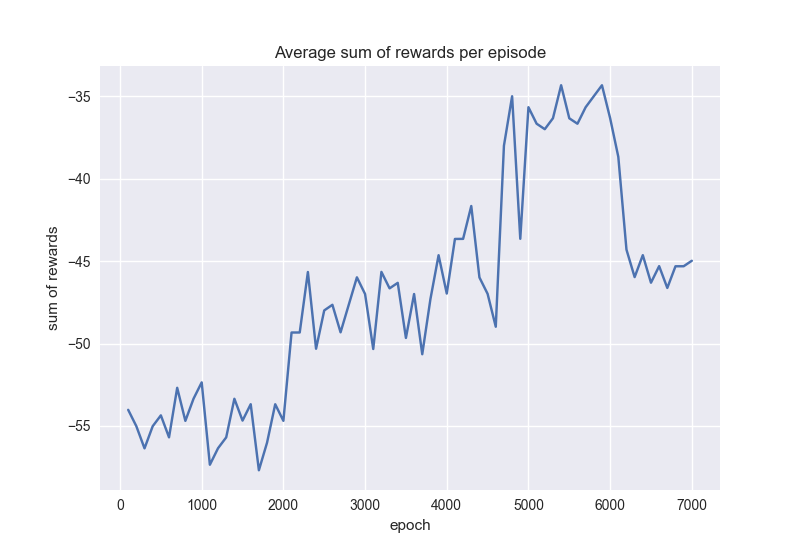 Average sum of rewards per episode
−35
−40
−45
−50
−55
sum of rewards
0 1000 2000 3000 4000 5000 6000 7000
epoch